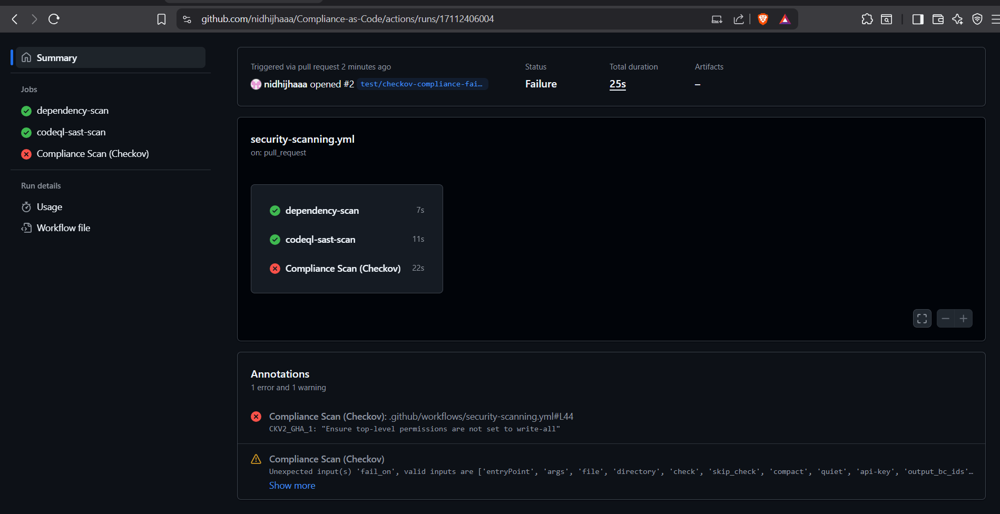 github.com/nidhijhaaa/Compliance-as-Code/actions/runs/17112406004
Summary
Jobs
dependency-scan
codeql-sast-scan
Compliance Scan (Checkov)
Run details
Usage
Workflow file
Triggered via pull request 2 minutes ago
nidhijhaaa opened #2 test/checkov-compliance-fai…
Status
Failure
Total duration
25s
Artifacts
–
security-scanning.yml
on: pull_request
dependency-scan 7s
codeql-sast-scan 11s
Compliance Scan (Checkov) 22s
Annotations
1 error and 1 warning
Compliance Scan (Checkov): .github/workflows/security-scanning.yml#L44
CKV2_GHA_1: "Ensure top-level permissions are not set to write-all"
Compliance Scan (Checkov)
Unexpected input(s) 'fail_on', valid inputs are ['entryPoint', 'args', 'file', 'directory', 'check', 'skip_check', 'compact', 'quiet', 'api-key', 'output_bc_ids'…
Show more